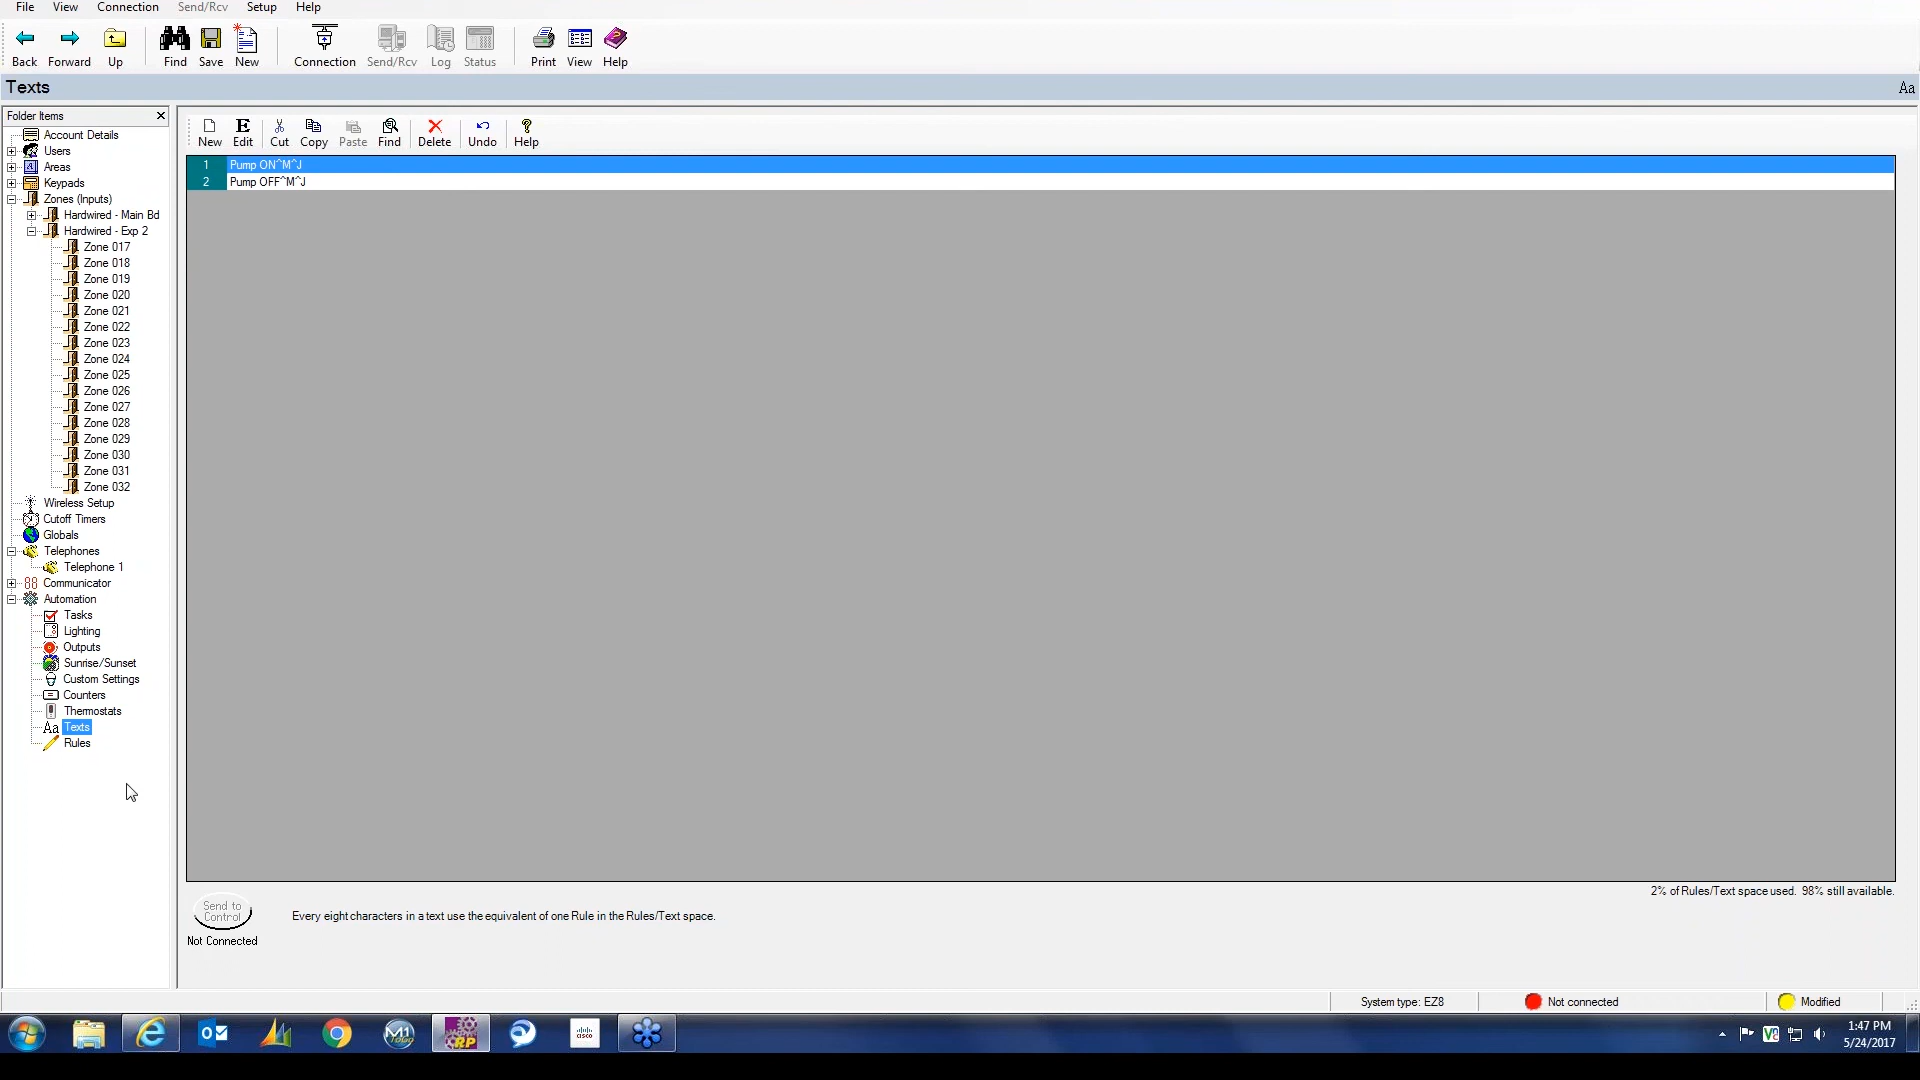 File View Connection Send/Rcv Setup Help
Back Forward Up Find Save New Connection Send/Rcv Log Status Print View Help
Texts Aa
Folder Items
New Edit Cut Copy Paste Find Delete Undo Help
1 Pump ON^M^J
2 Pump OFF^M^J
Account Details
Users
Areas
Keypads
Zones (Inputs)
Hardwired - Main Bd
Hardwired - Exp 2
Zone 017
Zone 018
Zone 019
Zone 020
Zone 021
Zone 022
Zone 023
Zone 024
Zone 025
Zone 026
Zone 027
Zone 028
Zone 029
Zone 030
Zone 031
Zone 032
Wireless Setup
Cutoff Timers
Globals
Telephones
Telephone 1
88 Communicator
Automation
Tasks
Lighting
Outputs
Sunrise/Sunset
Custom Settings
Counters
Thermostats
Aa Texts
Rules
2% of Rules/Text space used. 98% still available.
Send to
Control
Not Connected
Every eight characters in a text use the equivalent of one Rule in the Rules/Text space.
System type: EZ8 Not connected Modified
M1 RP cisco
1:47 PM
5/24/2017